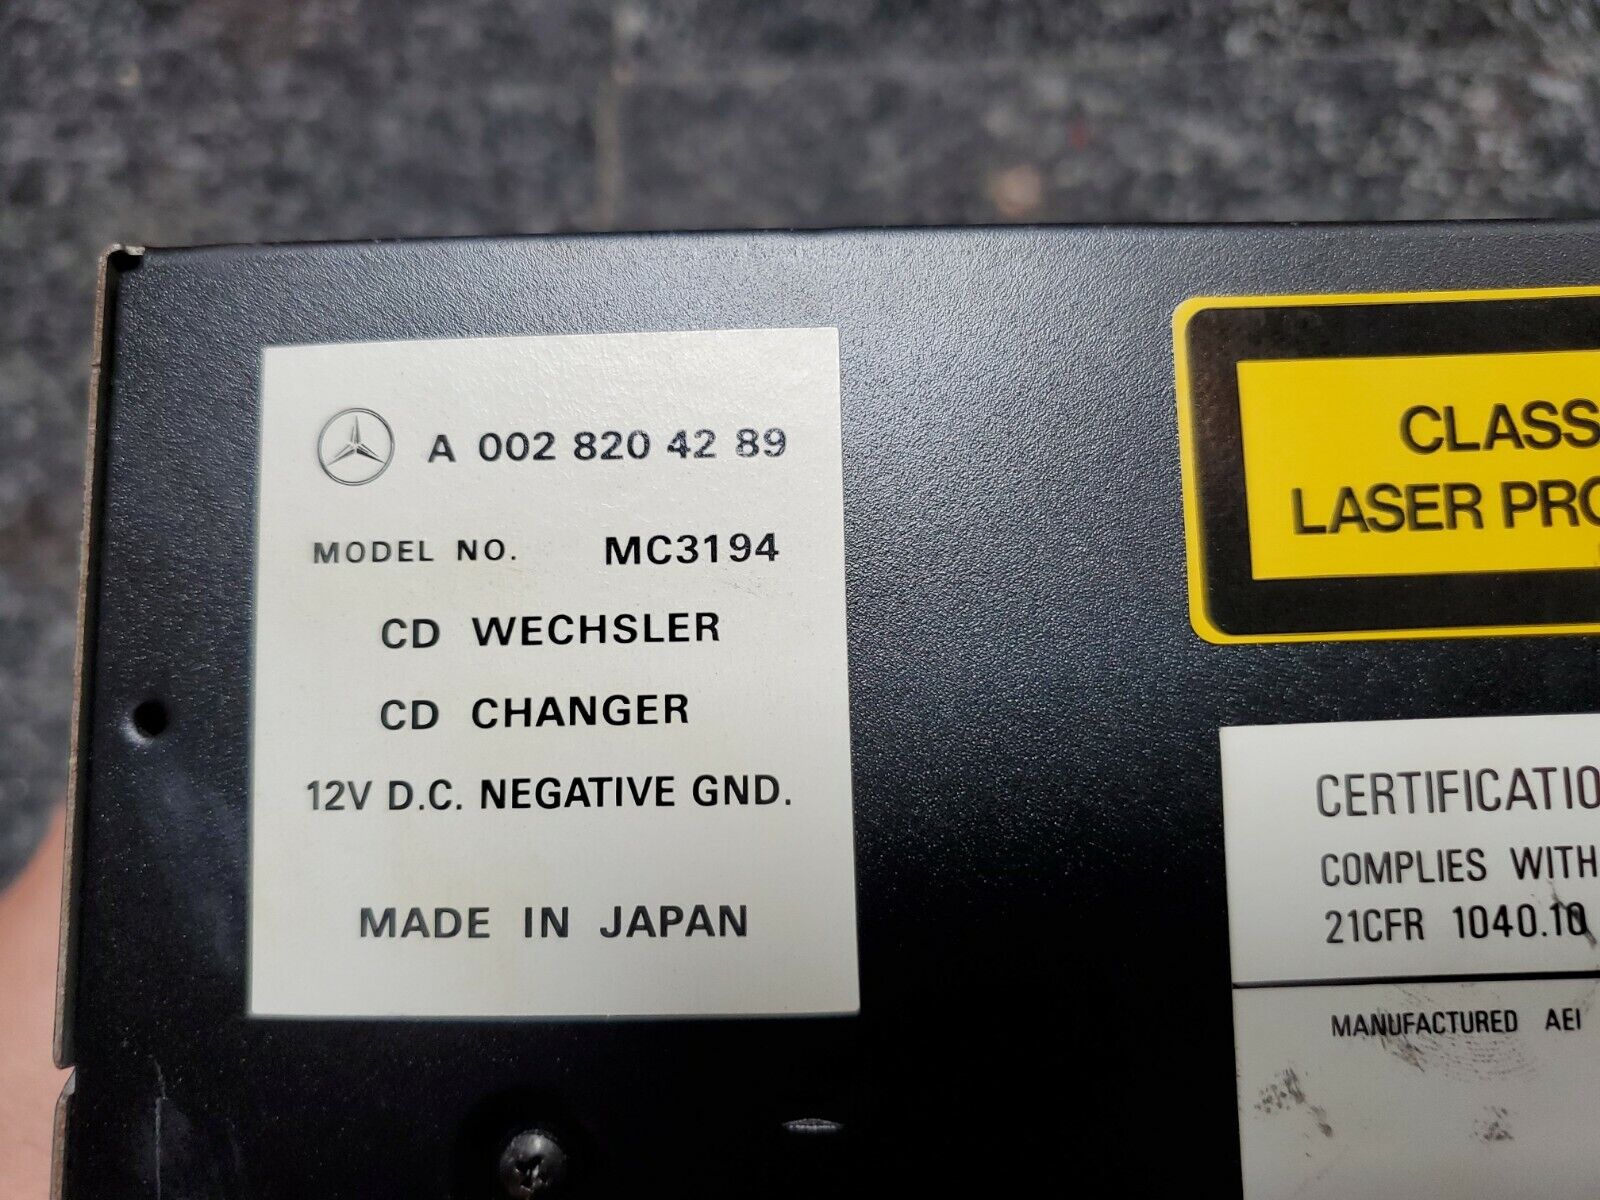 A 002 820 42 89
MODEL NO. MC3194
CD WECHSLER
CD CHANGER
12V D.C. NEGATIVE GND.
MADE IN JAPAN
CLASS
LASER PRO
CERTIFICATIO
COMPLIES WITH
21CFR 1040.10
MANUFACTURED AEI